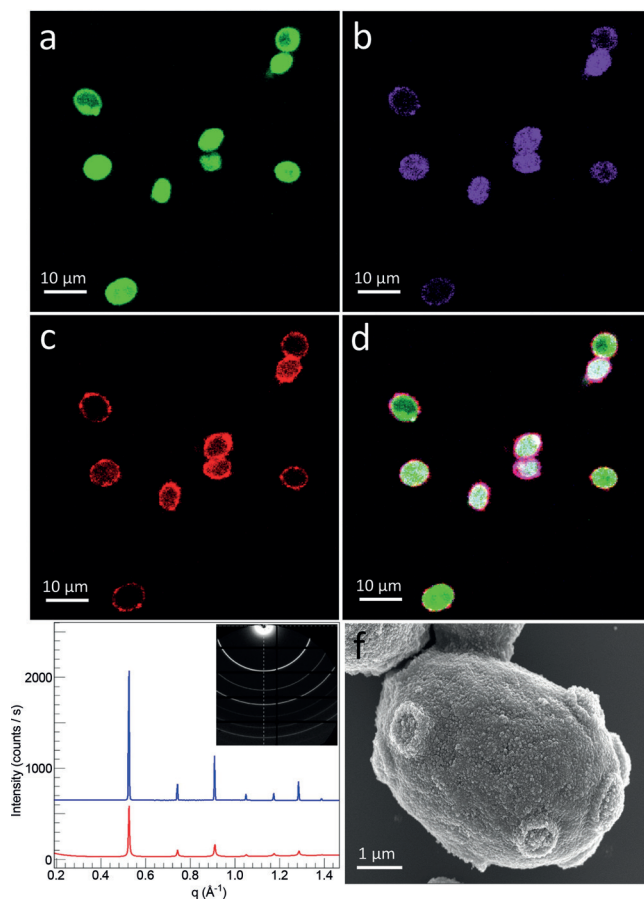 a
b
10 µm
10 µm
c
d
10 µm
10 µm
Intensity (counts / s)
2000
1000
0
0.2
0.4
0.6
0.8
1.0
1.2
1.4
q (Å⁻¹)
f
1 µm